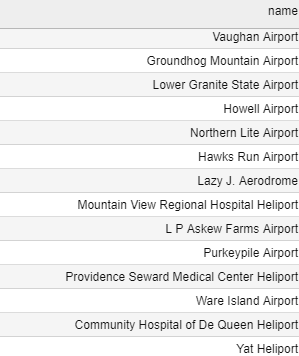 name
Vaughan Airport
Groundhog Mountain Airport
Lower Granite State Airport
Howell Airport
Northern Lite Airport
Hawks Run Airport
Lazy J. Aerodrome
Mountain View Regional Hospital Heliport
L P Askew Farms Airport
Purkeypile Airport
Providence Seward Medical Center Heliport
Ware Island Airport
Community Hospital of De Queen Heliport
Yat Heliport